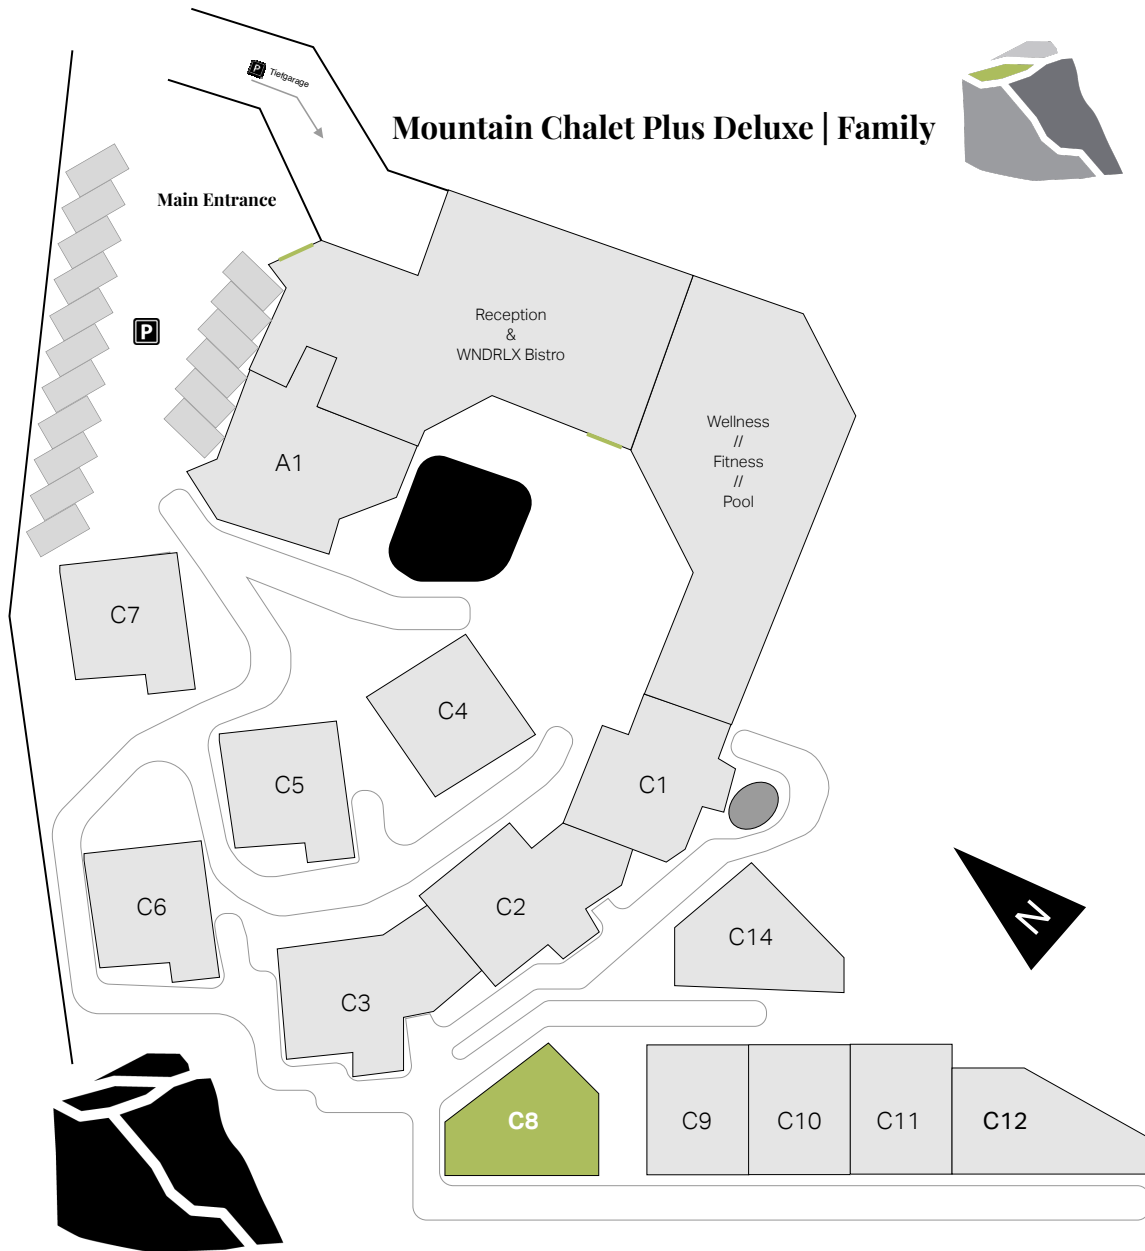 P Tiefgarage
Mountain Chalet Plus Deluxe | Family
Main Entrance
Reception
&
WNDRLX Bistro
P
Wellness
//
Fitness
//
Pool
A1
C7
C4
C5
C1
C6
C2
C14
N
C3
C8
C9
C10
C11
C12